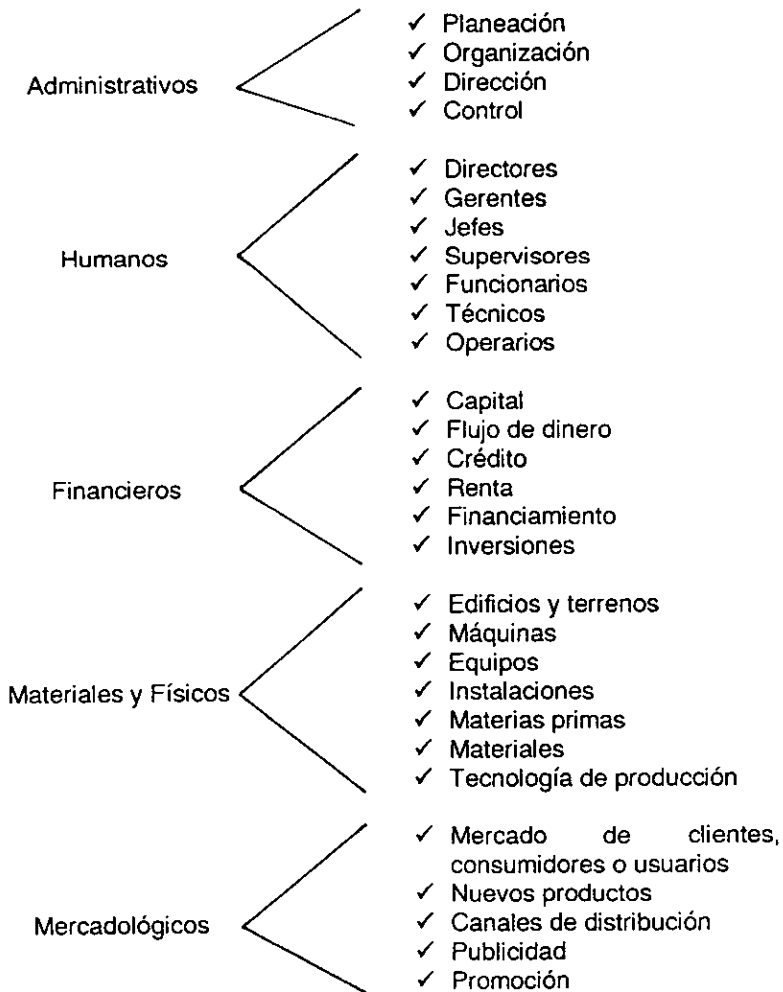 Administrativos
✓ Planeación
✓ Organización
✓ Dirección
✓ Control
Humanos
✓ Directores
✓ Gerentes
✓ Jefes
✓ Supervisores
✓ Funcionarios
✓ Técnicos
✓ Operarios
Financieros
✓ Capital
✓ Flujo de dinero
✓ Crédito
✓ Renta
✓ Financiamiento
✓ Inversiones
Materiales y Físicos
✓ Edificios y terrenos
✓ Máquinas
✓ Equipos
✓ Instalaciones
✓ Materias primas
✓ Materiales
✓ Tecnología de producción
Mercadológicos
✓ Mercado de clientes,
consumidores o usuarios
✓ Nuevos productos
✓ Canales de distribución
✓ Publicidad
✓ Promoción